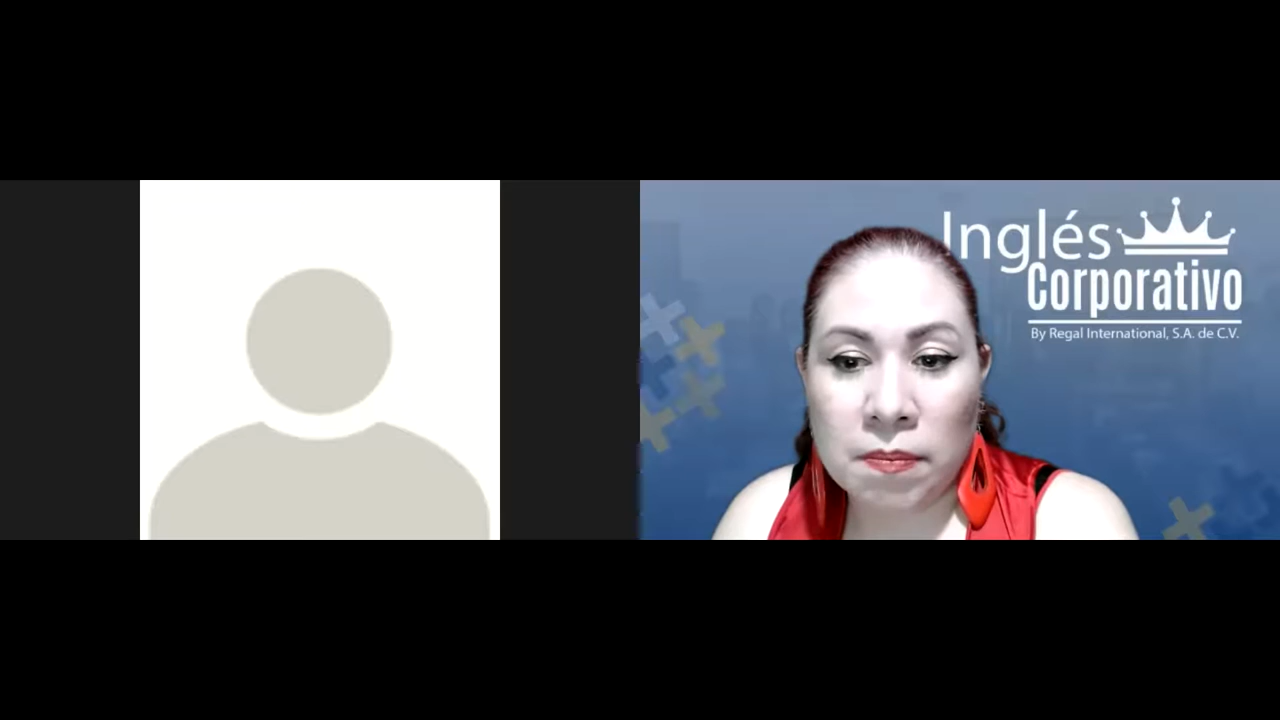 Inglés
Corporativo
By Regal International, S.A. de C.V.